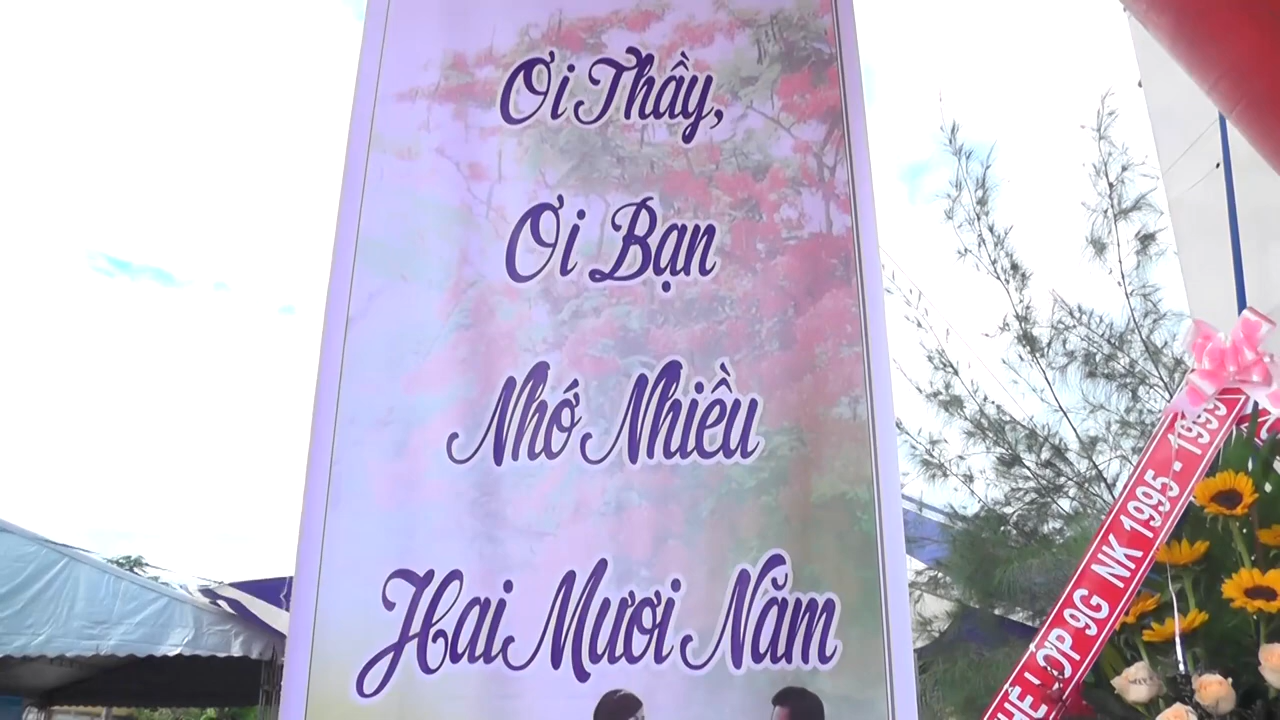 Ơi Thầy,
Ơi Bạn
Nhớ Nhiều
Hai Mươi Năm
LỚP 9G NK 1995 - 1999